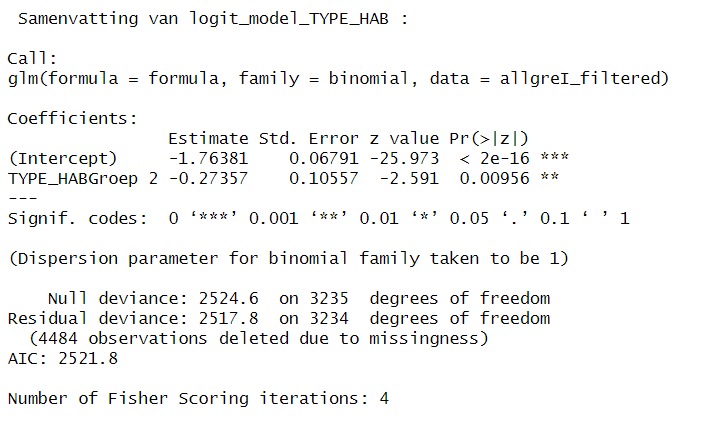 Samenvatting van logit_model_TYPE_HAB :
Call:
glm(formula = formula, family = binomial, data = allgreI_filtered)
Coefficients:
Estimate Std. Error z value Pr(>|z|)
(Intercept) -1.76381 0.06791 -25.973 < 2e-16 ***
TYPE_HABGroep 2 -0.27357 0.10557 -2.591 0.00956 **
---
Signif. codes: 0 ‘***’ 0.001 ‘**’ 0.01 ‘*’ 0.05 ‘.’ 0.1 ‘ ’ 1
(Dispersion parameter for binomial family taken to be 1)
Null deviance: 2524.6 on 3235 degrees of freedom
Residual deviance: 2517.8 on 3234 degrees of freedom
(4484 observations deleted due to missingness)
AIC: 2521.8
Number of Fisher Scoring iterations: 4